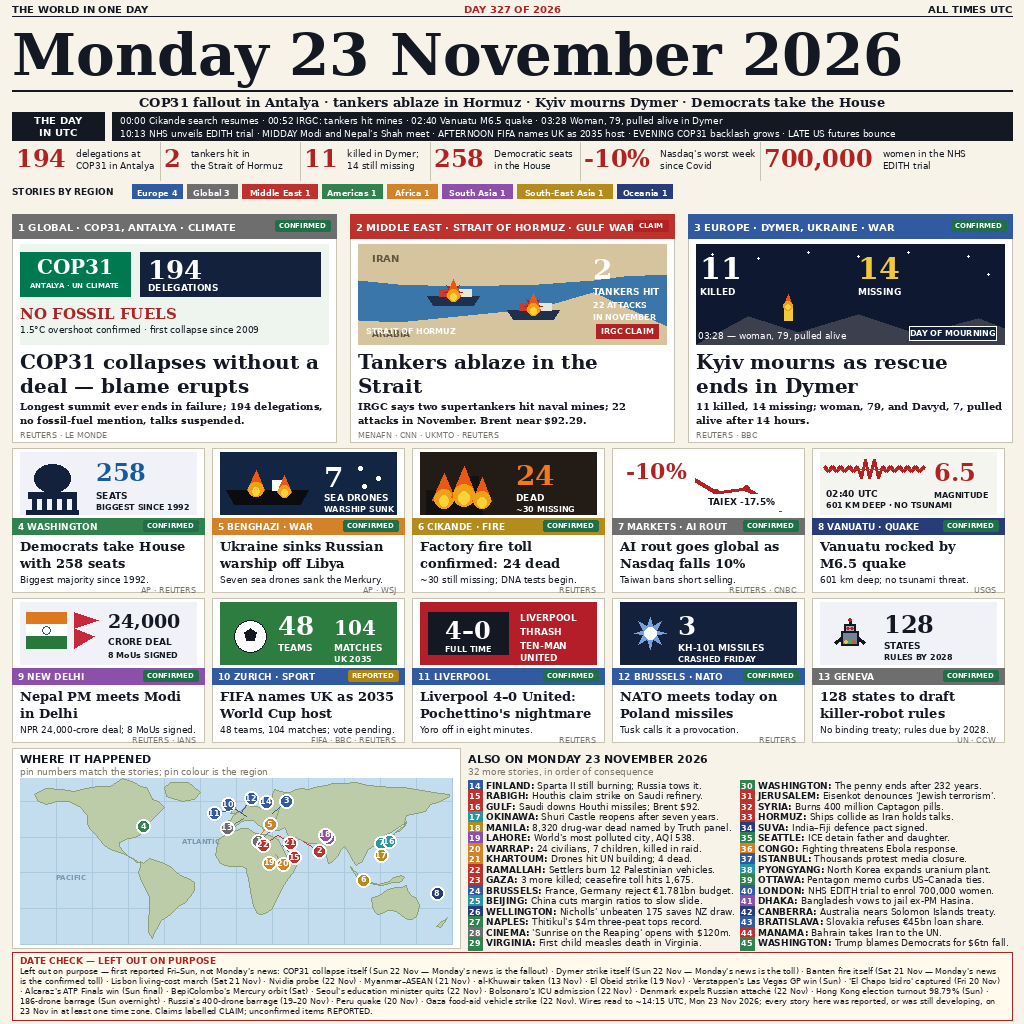 THE WORLD IN ONE DAY
DAY 327 OF 2026
ALL TIMES UTC
Monday 23 November 2026
COP31 fallout in Antalya · tankers ablaze in Hormuz · Kyiv mourns Dymer · Democrats take the House
THE DAY
IN UTC
00:00 Cikande search resumes · 00:52 IRGC: tankers hit mines · 02:40 Vanuatu M6.5 quake · 03:28 Woman, 79, pulled alive in Dymer
10:13 NHS unveils EDITH trial · MIDDAY Modi and Nepal's Shah meet · AFTERNOON FIFA names UK as 2035 host · EVENING COP31 backlash grows · LATE US futures bounce
194 delegations at
COP31 in Antalya
2 tankers hit in
the Strait of Hormuz
11 killed in Dymer;
14 still missing
258 Democratic seats
in the House
-10% Nasdaq's worst week
since Covid
700,000 women in the NHS
EDITH trial
STORIES BY REGION
Europe 4
Global 3
Middle East 1
Americas 1
Africa 1
South Asia 1
South-East Asia 1
Oceania 1
1 GLOBAL · COP31, ANTALYA · CLIMATE
CONFIRMED
COP31
ANTALYA · UN CLIMATE
194
DELEGATIONS
NO FOSSIL FUELS
1.5°C overshoot confirmed · first collapse since 2009
COP31 collapses without a
deal — blame erupts
Longest summit ever ends in failure; 194 delegations,
no fossil-fuel mention, talks suspended.
REUTERS · LE MONDE
2 MIDDLE EAST · STRAIT OF HORMUZ · GULF WAR
CLAIM
IRAN
2
TANKERS HIT
22 ATTACKS
IN NOVEMBER
STRAIT OF HORMUZ
ARABIA
IRGC CLAIM
Tankers ablaze in the
Strait
IRGC says two supertankers hit naval mines; 22
attacks in November. Brent near $92.29.
MENAFN · CNN · UKMTO · REUTERS
3 EUROPE · DYMER, UKRAINE · WAR
CONFIRMED
11
KILLED
14
MISSING
03:28 — woman, 79, pulled alive
DAY OF MOURNING
Kyiv mourns as rescue
ends in Dymer
11 killed, 14 missing; woman, 79, and Davyd, 7, pulled
alive after 14 hours.
REUTERS · BBC
258
SEATS
BIGGEST SINCE 1992
4 WASHINGTON
CONFIRMED
Democrats take House
with 258 seats
Biggest majority since 1992.
AP · REUTERS
7
SEA DRONES
WARSHIP SUNK
5 BENGHAZI · WAR
CONFIRMED
Ukraine sinks Russian
warship off Libya
Seven sea drones sank the Merkury.
AP · WSJ
24
DEAD
~30 MISSING
6 CIKANDE · FIRE
CONFIRMED
Factory fire toll
confirmed: 24 dead
~30 still missing; DNA tests begin.
REUTERS
-10%
TAIEX -17.5%
7 MARKETS · AI ROUT
CONFIRMED
AI rout goes global as
Nasdaq falls 10%
Taiwan bans short selling.
REUTERS · CNBC
6.5
02:40 UTC
MAGNITUDE
601 KM DEEP · NO TSUNAMI
8 VANUATU · QUAKE
CONFIRMED
Vanuatu rocked by
M6.5 quake
601 km deep; no tsunami threat.
USGS
24,000
CRORE DEAL
8 MoUs SIGNED
9 NEW DELHI
CONFIRMED
Nepal PM meets Modi
in Delhi
NPR 24,000-crore deal; 8 MoUs signed.
REUTERS · IANS
48
TEAMS
104
MATCHES
UK 2035
10 ZURICH · SPORT
REPORTED
FIFA names UK as 2035
World Cup host
48 teams, 104 matches; vote pending.
FIFA · BBC · REUTERS
4–0
FULL TIME
LIVERPOOL
THRASH
TEN-MAN
UNITED
11 LIVERPOOL
CONFIRMED
Liverpool 4–0 United:
Pochettino's nightmare
Yoro off in eight minutes.
REUTERS
3
KH-101 MISSILES
CRASHED FRIDAY
12 BRUSSELS · NATO
CONFIRMED
NATO meets today on
Poland missiles
Tusk calls it a provocation.
REUTERS
128
STATES
RULES BY 2028
13 GENEVA
CONFIRMED
128 states to draft
killer-robot rules
No binding treaty; rules due by 2028.
UN · CCW
WHERE IT HAPPENED
pin numbers match the stories; pin colour is the region
ATLANTIC
PACIFIC
10
12
14
3
11
13
4
5
22
21
15
2
18
16
17
19
20
6
8
ALSO ON MONDAY 23 NOVEMBER 2026
32 more stories, in order of consequence
14 FINLAND: Sparta II still burning; Russia tows it.
15 RABIGH: Houthis claim strike on Saudi refinery.
16 GULF: Saudi downs Houthi missiles; Brent $92.
17 OKINAWA: Shuri Castle reopens after seven years.
18 MANILA: 8,320 drug-war dead named by Truth panel.
19 LAHORE: World's most polluted city, AQI 538.
20 WARRAP: 24 civilians, 7 children, killed in raid.
21 KHARTOUM: Drones hit UN building; 4 dead.
22 RAMALLAH: Settlers burn 12 Palestinian vehicles.
23 GAZA: 3 more killed; ceasefire toll hits 1,675.
24 BRUSSELS: France, Germany reject €1.781bn budget.
25 BEIJING: China cuts margin ratios to slow slide.
26 WELLINGTON: Nicholls' unbeaten 175 saves NZ draw.
27 NAPLES: Thitikul's $4m three-peat tops record.
28 CINEMA: 'Sunrise on the Reaping' opens with $120m.
29 VIRGINIA: First child measles death in Virginia.
30 WASHINGTON: The penny ends after 232 years.
31 JERUSALEM: Eisenkot denounces 'Jewish terrorism'.
32 SYRIA: Burns 400 million Captagon pills.
33 HORMUZ: Ships collide as Iran holds talks.
34 SUVA: India–Fiji defence pact signed.
35 SEATTLE: ICE detain father and daughter.
36 CONGO: Fighting threatens Ebola response.
37 ISTANBUL: Thousands protest media closure.
38 PYONGYANG: North Korea expands uranium plant.
39 OTTAWA: Pentagon memo curbs US–Canada ties.
40 LONDON: NHS EDITH trial to enrol 700,000 women.
41 DHAKA: Bangladesh vows to jail ex-PM Hasina.
42 CANBERRA: Australia nears Solomon Islands treaty.
43 BRATISLAVA: Slovakia refuses €45bn loan share.
44 MANAMA: Bahrain takes Iran to the UN.
45 WASHINGTON: Trump blames Democrats for $6tn fall.
DATE CHECK — LEFT OUT ON PURPOSE
Left out on purpose — first reported Fri–Sun, not Monday's news: COP31 collapse itself (Sun 22 Nov — Monday's news is the fallout) · Dymer strike itself (Sun 22 Nov — Monday's news is the toll) · Banten fire itself (Sat 21 Nov — Monday's news
is the confirmed toll) · Lisbon living-cost march (Sat 21 Nov) · Nvidia probe (22 Nov) · Myanmar–ASEAN (21 Nov) · al-Khuwair taken (13 Nov) · El Obeid strike (19 Nov) · Verstappen's Las Vegas GP win (Sun) · 'El Chapo Isidro' captured (Fri 20 Nov)
· Alcaraz's ATP Finals win (Sun final) · BepiColombo's Mercury orbit (Sat) · Seoul's education minister quits (22 Nov) · Bolsonaro's ICU admission (22 Nov) · Denmark expels Russian attaché (22 Nov) · Hong Kong election turnout 98.79% (Sun) ·
186-drone barrage (Sun overnight) · Russia's 400-drone barrage (19–20 Nov) · Peru quake (20 Nov) · Gaza food-aid vehicle strike (22 Nov). Wires read to ~14:15 UTC, Mon 23 Nov 2026; every story here was reported, or was still developing, on
23 Nov in at least one time zone. Claims labelled CLAIM; unconfirmed items REPORTED.